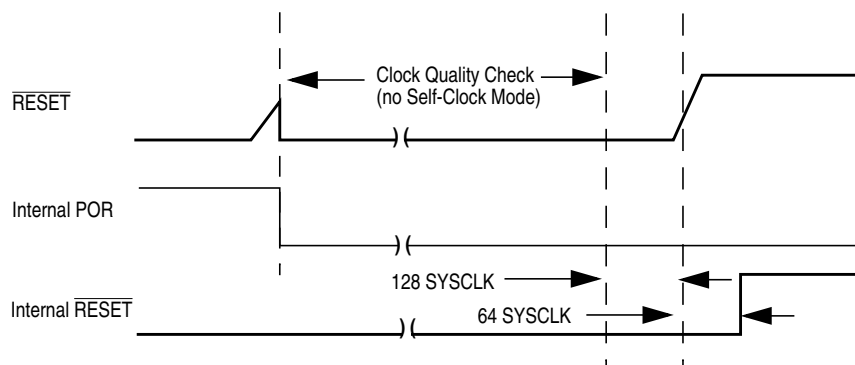 Clock Quality Check
(no Self-Clock Mode)
RESET
Internal POR
128 SYSCLK
Internal RESET
64 SYSCLK